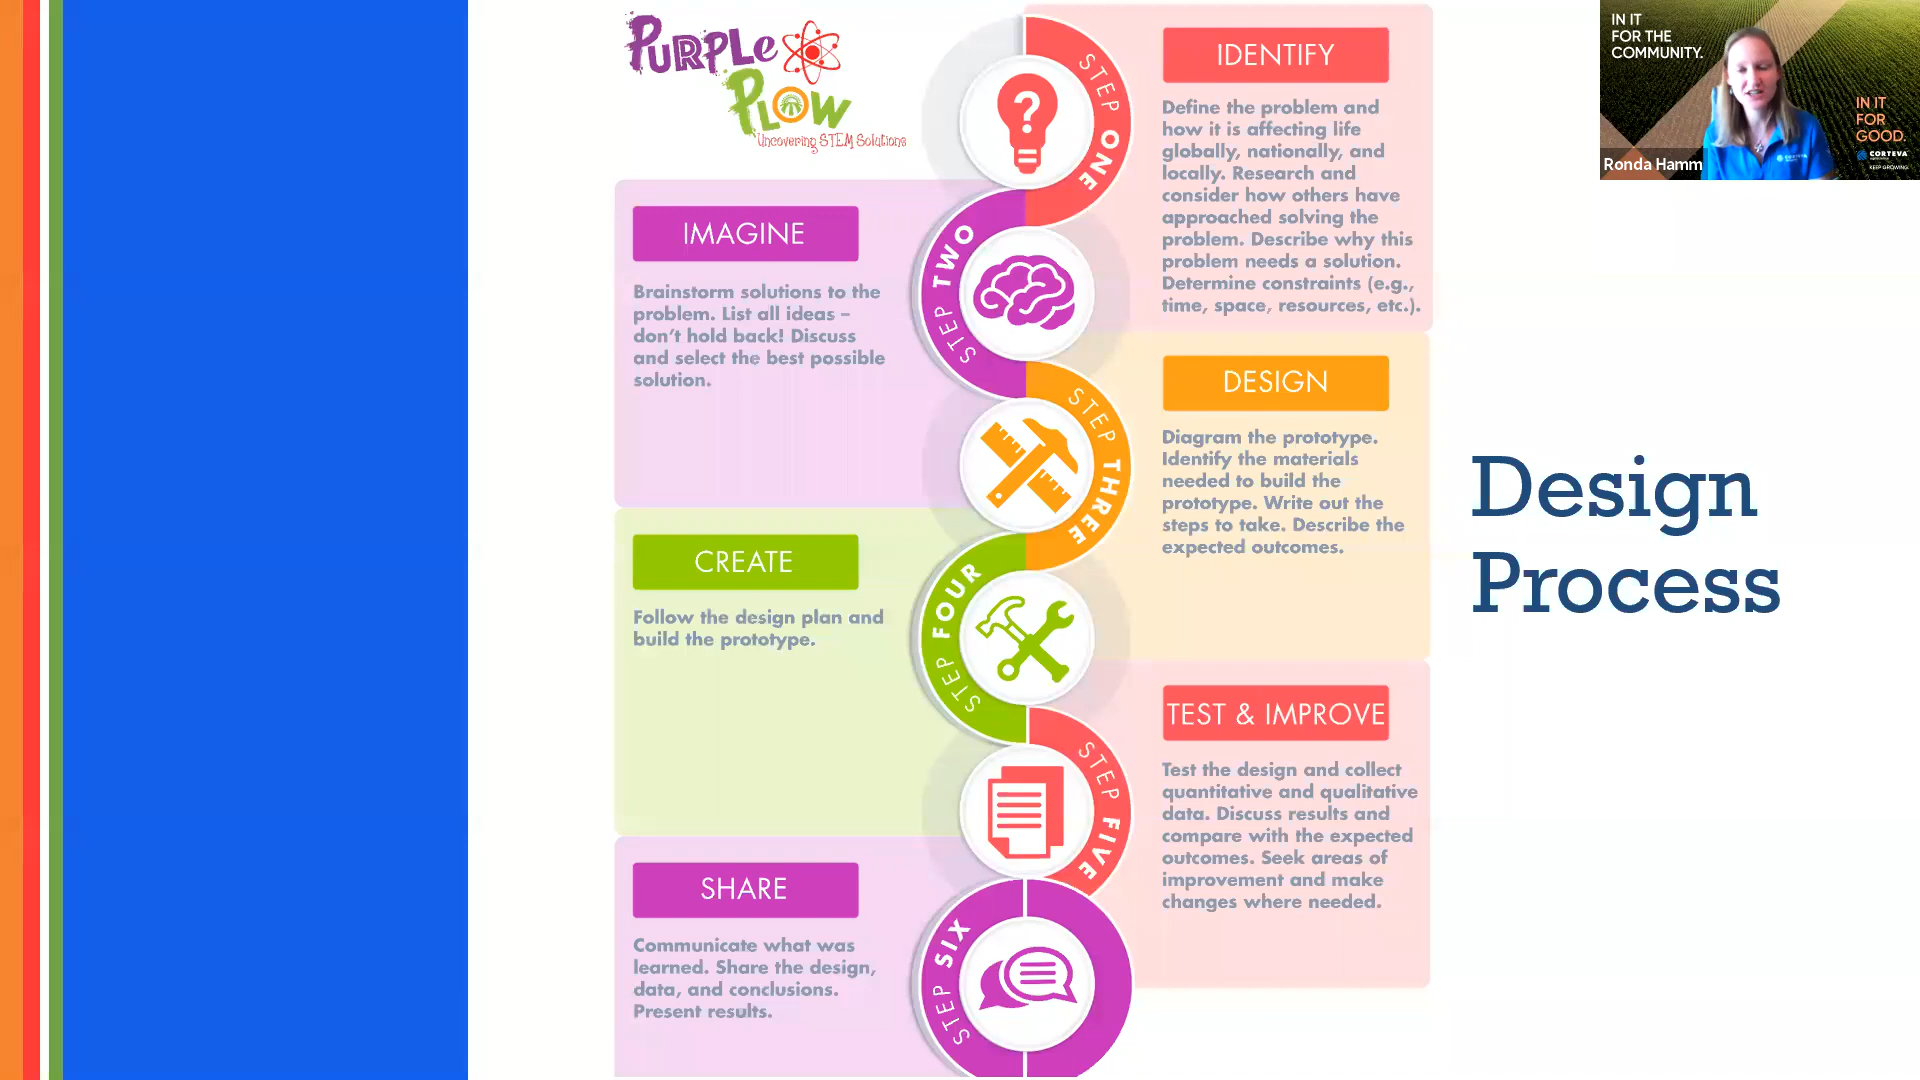 PURPLE
PLOW
Uncovering STEM Solutions
STEP ONE
IDENTIFY
Define the problem and
how it is affecting life
globally, nationally, and
locally. Research and
consider how others have
approached solving the
problem. Describe why this
problem needs a solution.
Determine constraints (e.g.,
time, space, resources, etc.).
STEP TWO
IMAGINE
Brainstorm solutions to the
problem. List all ideas –
don't hold back! Discuss
and select the best possible
solution.
STEP THREE
DESIGN
Diagram the prototype.
Identify the materials
needed to build the
prototype. Write out the
steps to take. Describe the
expected outcomes.
STEP FOUR
CREATE
Follow the design plan and
build the prototype.
STEP FIVE
TEST & IMPROVE
Test the design and collect
quantitative and qualitative
data. Discuss results and
compare with the expected
outcomes. Seek areas of
improvement and make
changes where needed.
STEP SIX
SHARE
Communicate what was
learned. Share the design,
data, and conclusions.
Present results.
Design
Process
IN IT
FOR THE
COMMUNITY.
IN IT
FOR
GOOD.
CORTEVA
KEEP GROWING
Ronda Hamm